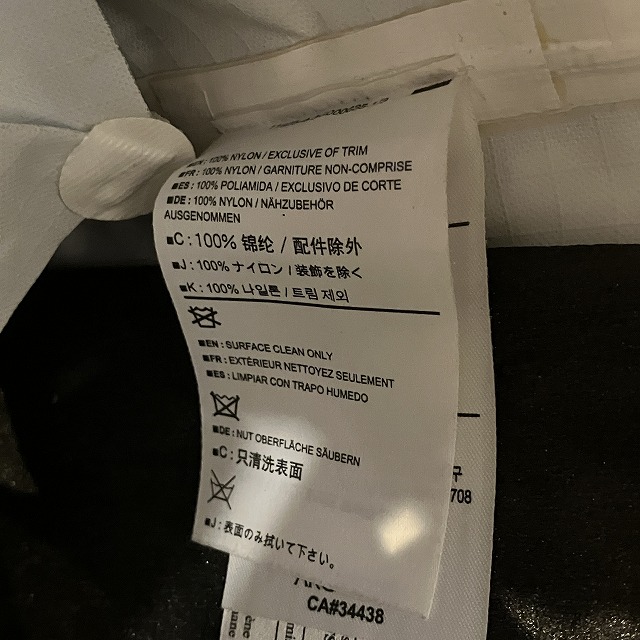 ■EN : 100% NYLON / EXCLUSIVE OF TRIM
■FR : 100% NYLON / GARNITURE NON-COMPRISE
■ES : 100% POLIAMIDA / EXCLUSIVO DE CORTE
■DE : 100% NYLON / NÄHZUBEHÖR
AUSGENOMMEN
■C : 100% 锦纶 / 配件除外
■J : 100% ナイロン / 装飾を除く
■K : 100% 나일론 / 트림 제외
■EN : SURFACE CLEAN ONLY
■FR : EXTÉRIEUR NETTOYEZ SEULEMENT
■ES : LIMPIAR CON TRAPO HUMEDO
■DE : NUT OBERFLÄCHE SÄUBERN
■C : 只清洗表面
■J : 表面のみ拭いて下さい。
구
708
CA#34438